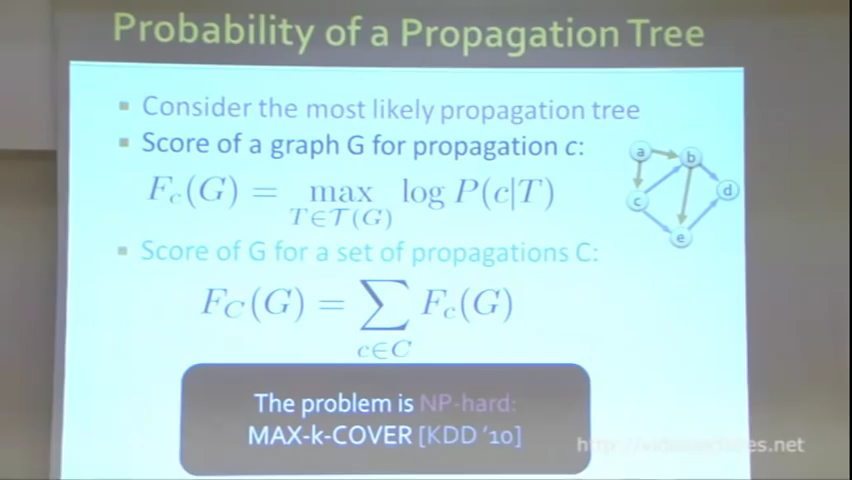 Probability of a Propagation Tree
Consider the most likely propagation tree
Score of a graph G for propagation c:
F_c(G) = max_{T∈𝒯(G)} log P(c|T)
a b c d e
Score of G for a set of propagations C:
F_C(G) = ∑_{c∈C} F_c(G)
The problem is NP-hard:
MAX-k-COVER [KDD '10]